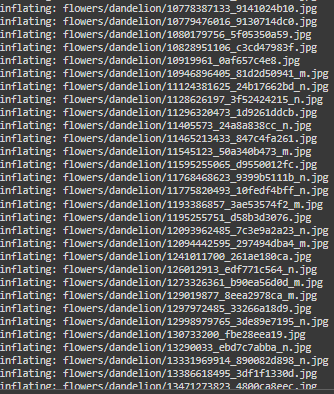 inflating: flowers/dandelion/10778387133_9141024b10.jpg
inflating: flowers/dandelion/10779476016_9130714dc0.jpg
inflating: flowers/dandelion/1080179756_5f05350a59.jpg
inflating: flowers/dandelion/10828951106_c3cd47983f.jpg
inflating: flowers/dandelion/10919961_0af657c4e8.jpg
inflating: flowers/dandelion/10946896405_81d2d50941_m.jpg
inflating: flowers/dandelion/11124381625_24b17662bd_n.jpg
inflating: flowers/dandelion/1128626197_3f52424215_n.jpg
inflating: flowers/dandelion/11296320473_1d9261ddcb.jpg
inflating: flowers/dandelion/11405573_24a8a838cc_n.jpg
inflating: flowers/dandelion/11465213433_847c4fa261.jpg
inflating: flowers/dandelion/11545123_50a340b473_m.jpg
inflating: flowers/dandelion/11595255065_d9550012fc.jpg
inflating: flowers/dandelion/11768468623_9399b5111b_n.jpg
inflating: flowers/dandelion/11775820493_10fedf4bff_n.jpg
inflating: flowers/dandelion/1193386857_3ae53574f2_m.jpg
inflating: flowers/dandelion/1195255751_d58b3d3076.jpg
inflating: flowers/dandelion/12093962485_7c3e9a2a23_n.jpg
inflating: flowers/dandelion/12094442595_297494dba4_m.jpg
inflating: flowers/dandelion/1241011700_261ae180ca.jpg
inflating: flowers/dandelion/126012913_edf771c564_n.jpg
inflating: flowers/dandelion/1273326361_b90ea56d0d_m.jpg
inflating: flowers/dandelion/129019877_8eea2978ca_m.jpg
inflating: flowers/dandelion/1297972485_33266a18d9.jpg
inflating: flowers/dandelion/12998979765_3de89e7195_n.jpg
inflating: flowers/dandelion/130733200_fbe28eea19.jpg
inflating: flowers/dandelion/13290033_ebd7c7abba_n.jpg
inflating: flowers/dandelion/13331969914_890082d898_n.jpg
inflating: flowers/dandelion/13386618495_3df1f1330d.jpg
inflating: flowers/dandelion/13471273823_4800ca8eec.jpg